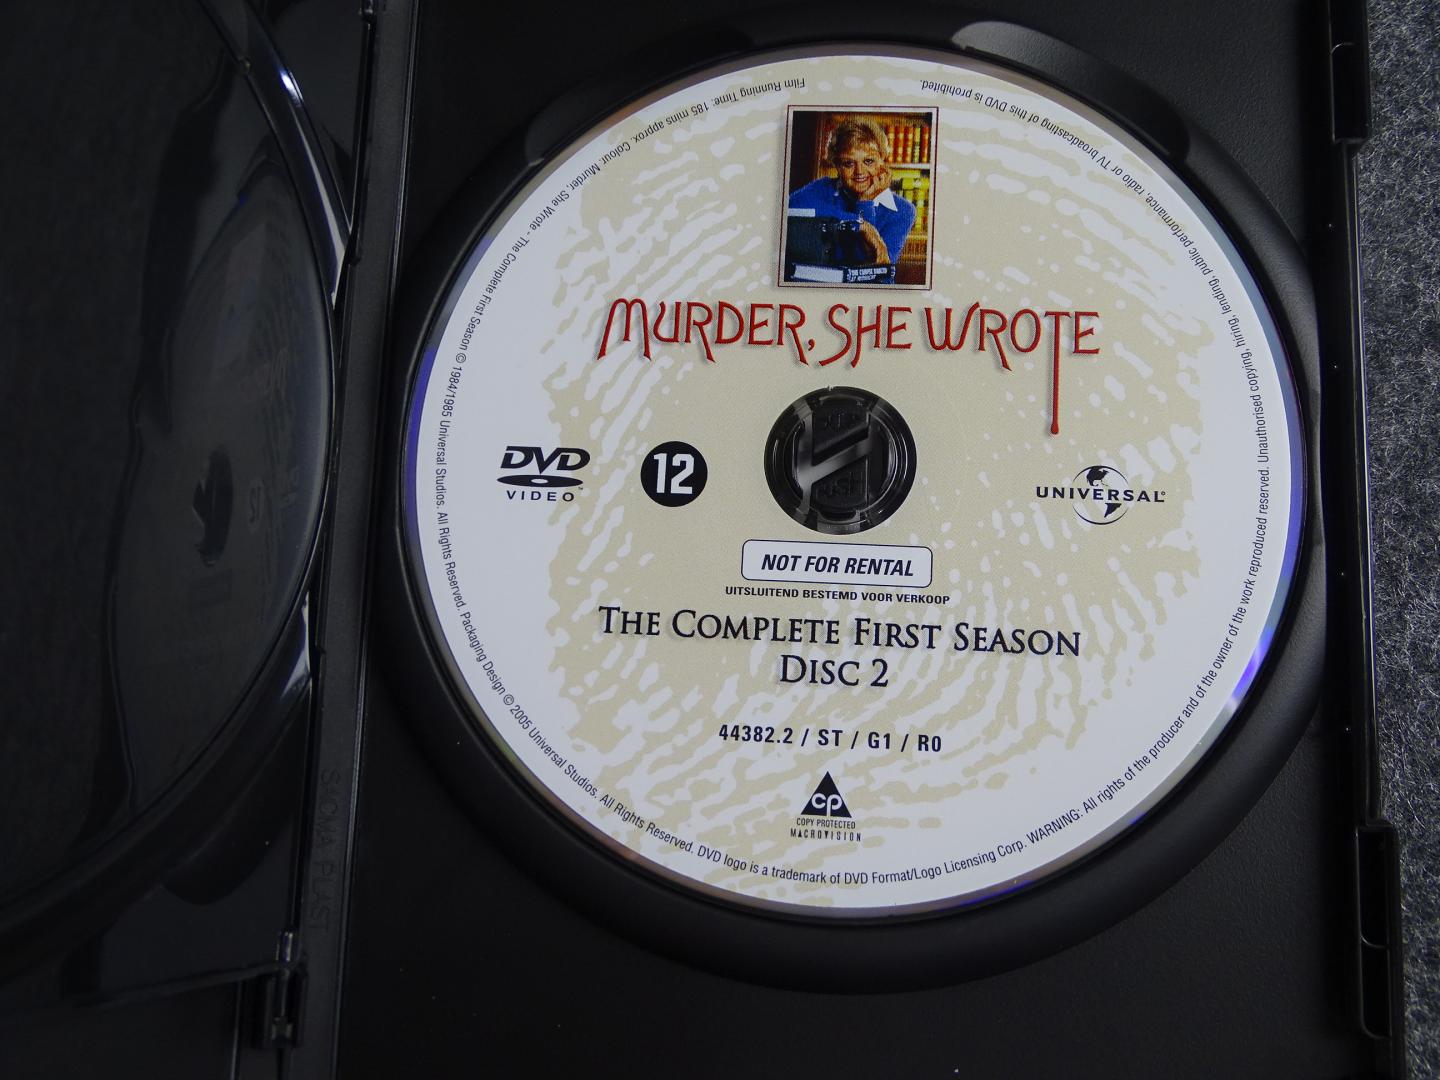 MURDER, SHE WROTE
DVD
VIDEO
12
UNIVERSAL
NOT FOR RENTAL
UITSLUITEND BESTEMD VOOR VERKOOP
THE COMPLETE FIRST SEASON
DISC 2
44382.2 / ST / G1 / R0
cp
COPY PROTECTED
MACROVISION
Film Running Time: 185 mins approx. Colour. Murder, She Wrote - The Complete First Season © 1984/1985 Universal Studios. All Rights Reserved. Packaging Design © 2005 Universal Studios. All Rights Reserved. DVD logo is a trademark of DVD Format/Logo Licensing Corp. WARNING: All rights of the producer and of the owner of the work reproduced reserved. Unauthorised copying, hiring, lending, public performance, radio or TV broadcasting of this DVD is prohibited.